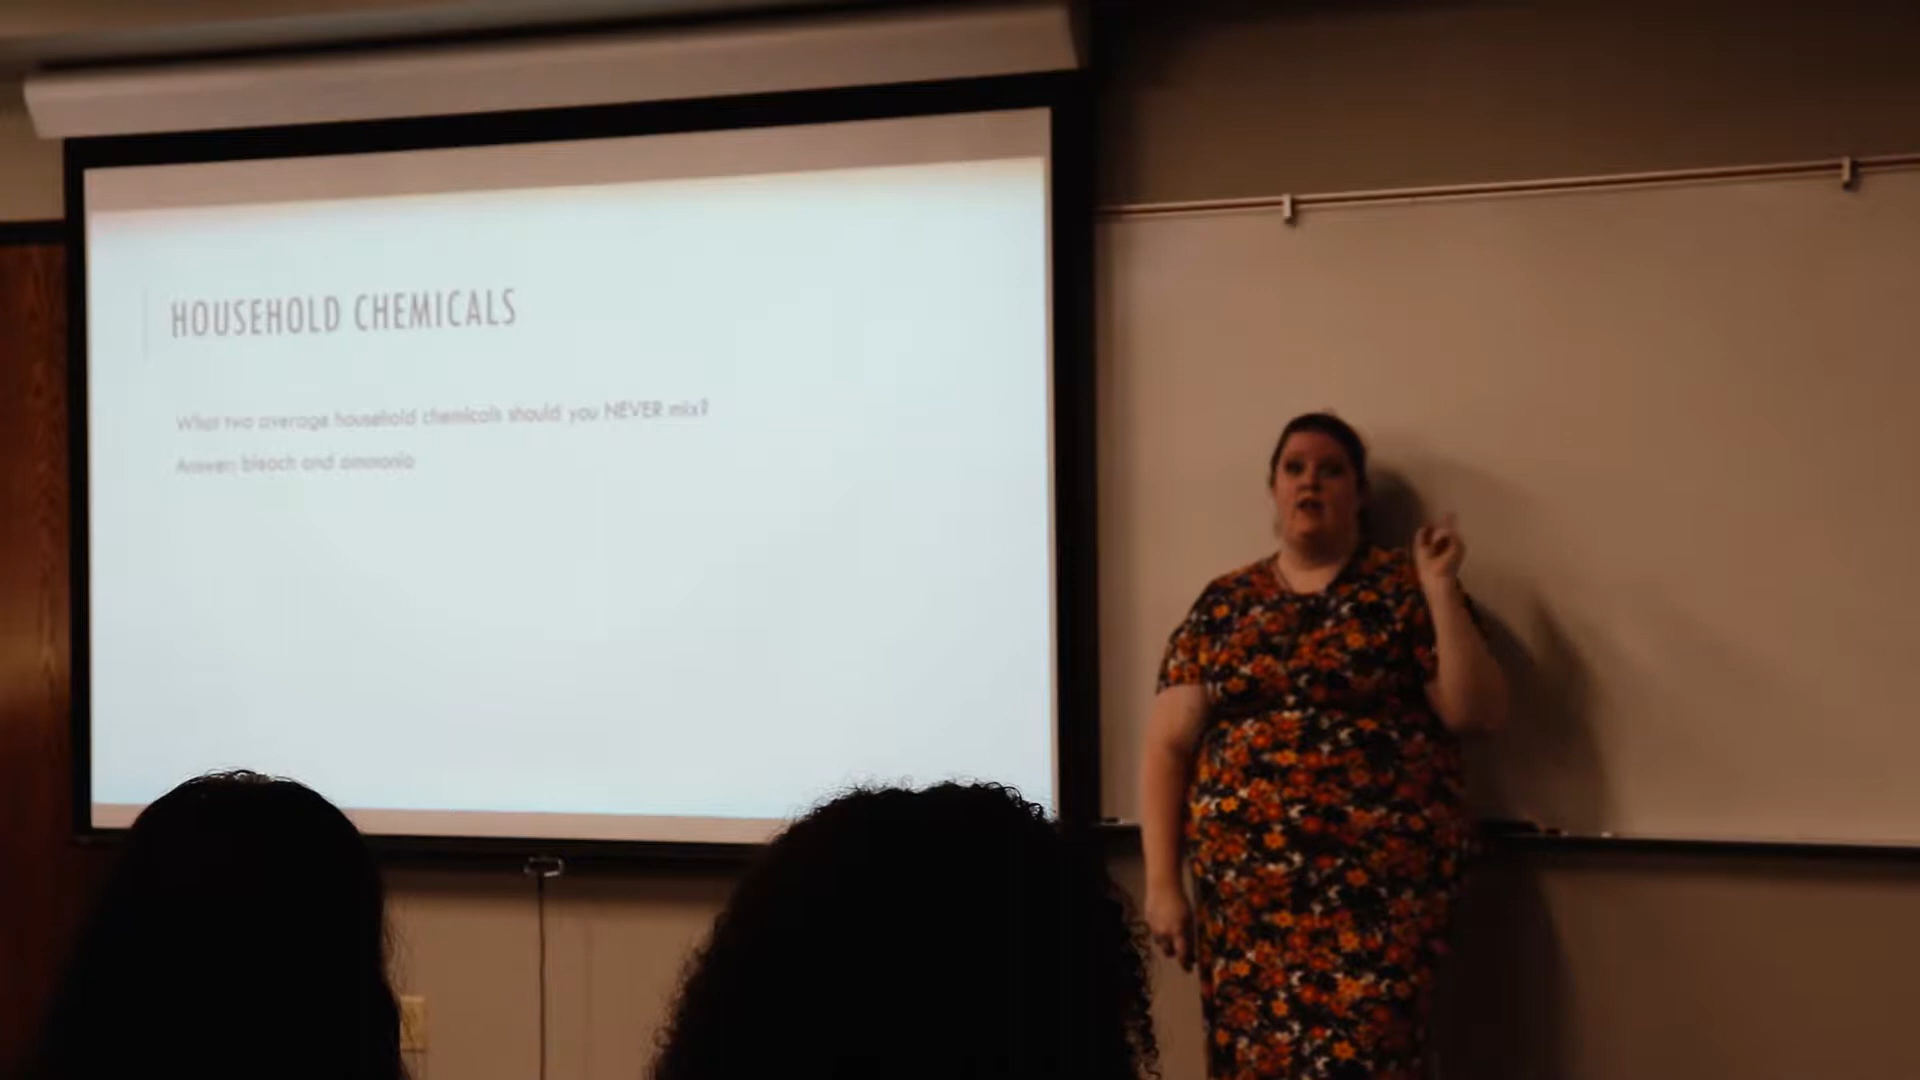 HOUSEHOLD CHEMICALS
What two average household chemicals should you NEVER mix?
Answer: bleach and ammonia